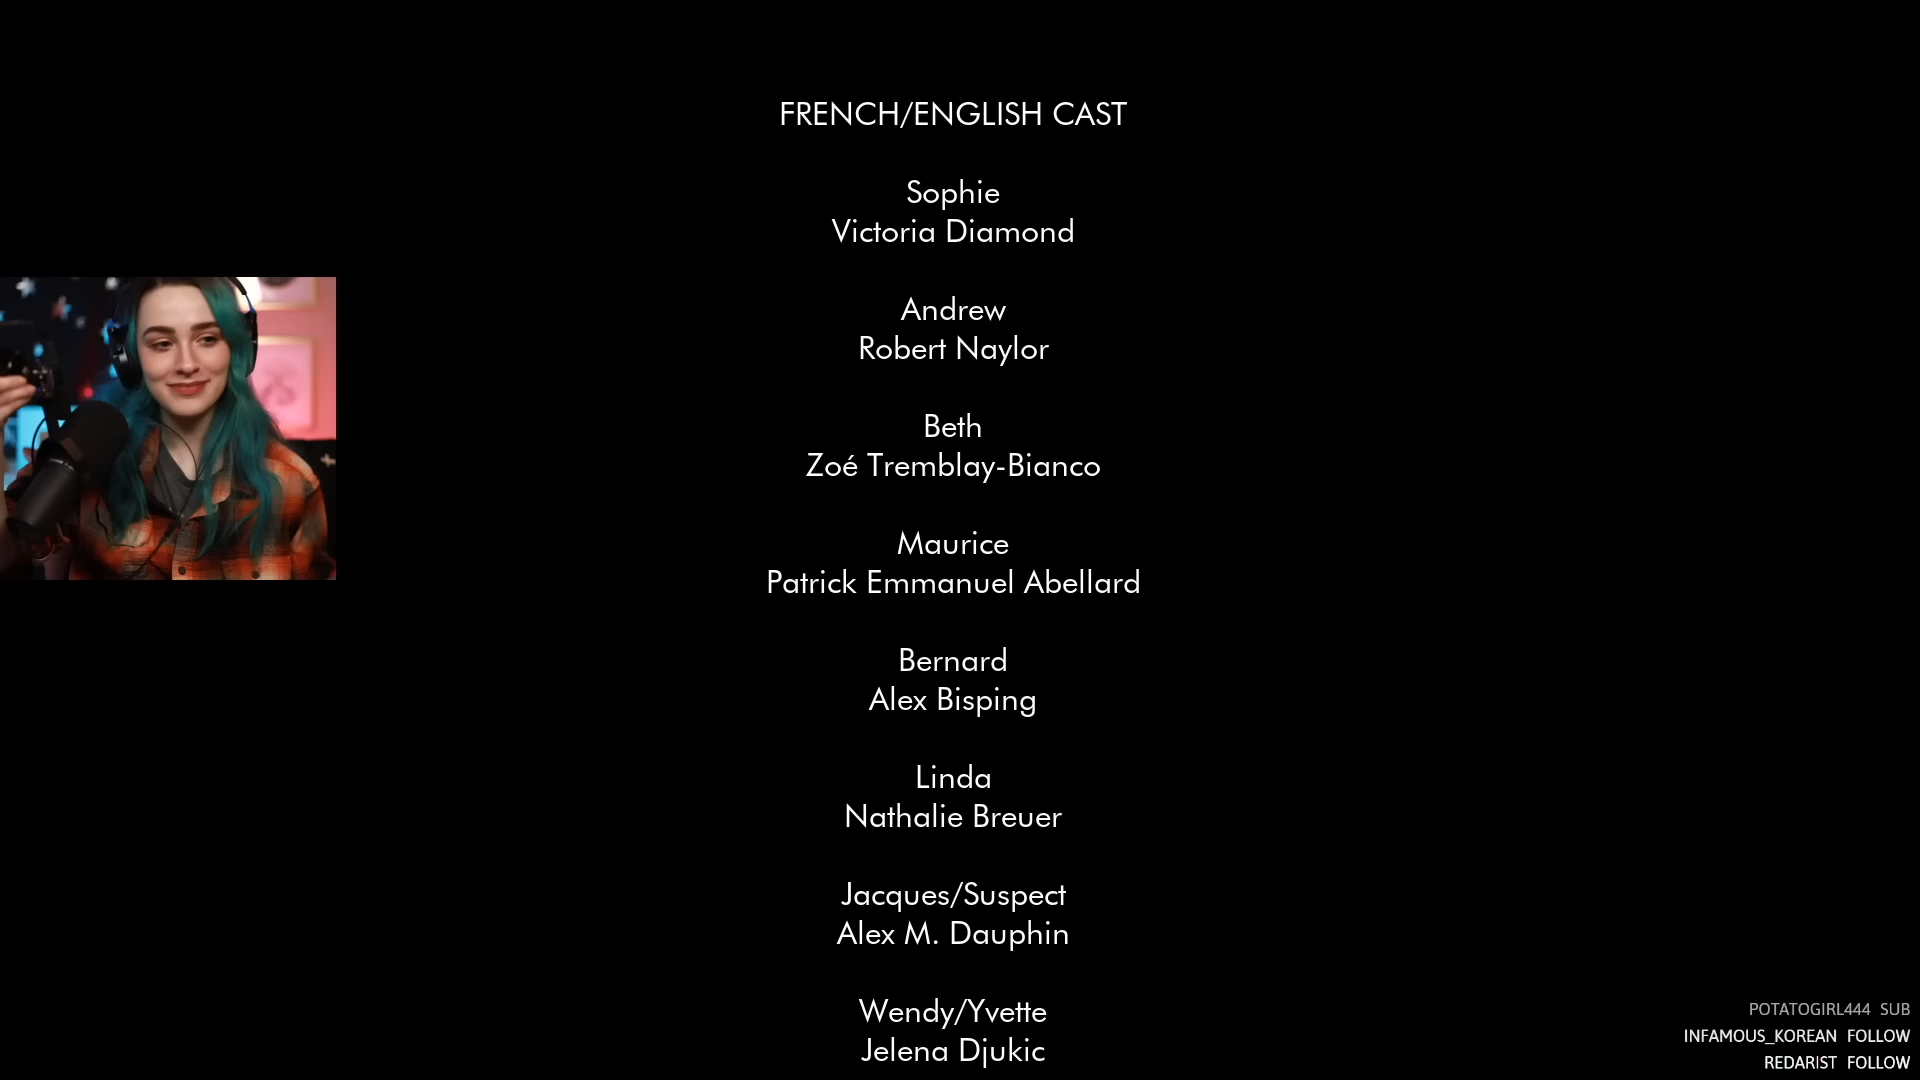 FRENCH/ENGLISH CAST
Sophie
Victoria Diamond
Andrew
Robert Naylor
Beth
Zoé Tremblay-Bianco
Maurice
Patrick Emmanuel Abellard
Bernard
Alex Bisping
Linda
Nathalie Breuer
Jacques/Suspect
Alex M. Dauphin
Wendy/Yvette
Jelena Djukic
POTATOGIRL444 SUB
INFAMOUS_KOREAN FOLLOW
REDARIST FOLLOW